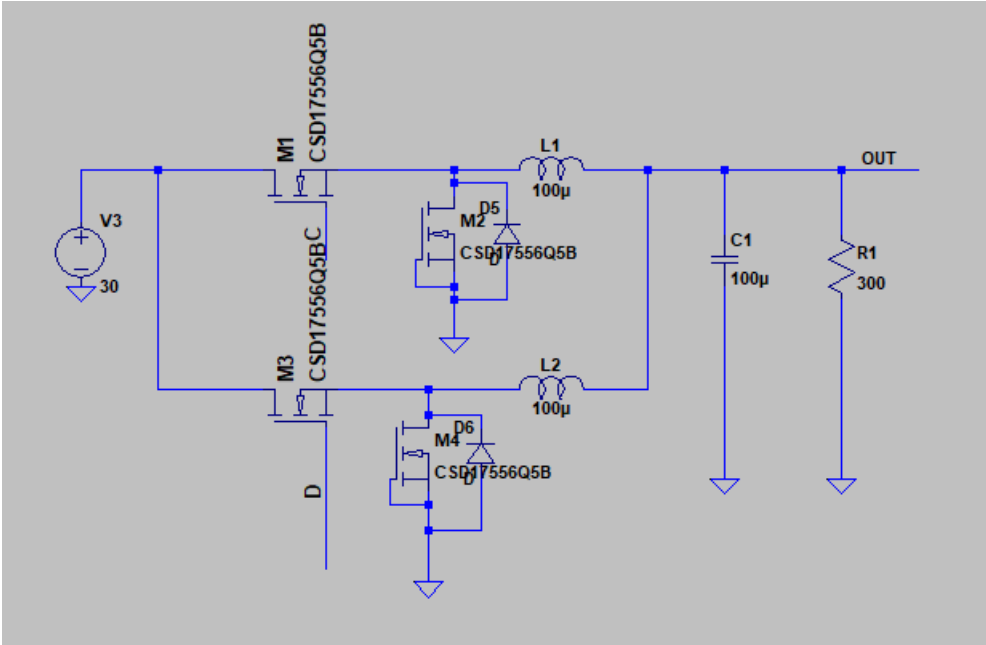 M1
CSD17556Q5B
V3
30
C
M2
CSD17556Q5B
D5
D
L1
100µ
OUT
C1
100µ
R1
300
M3
CSD17556Q5B
D
M4
CSD17556Q5B
D6
D
L2
100µ